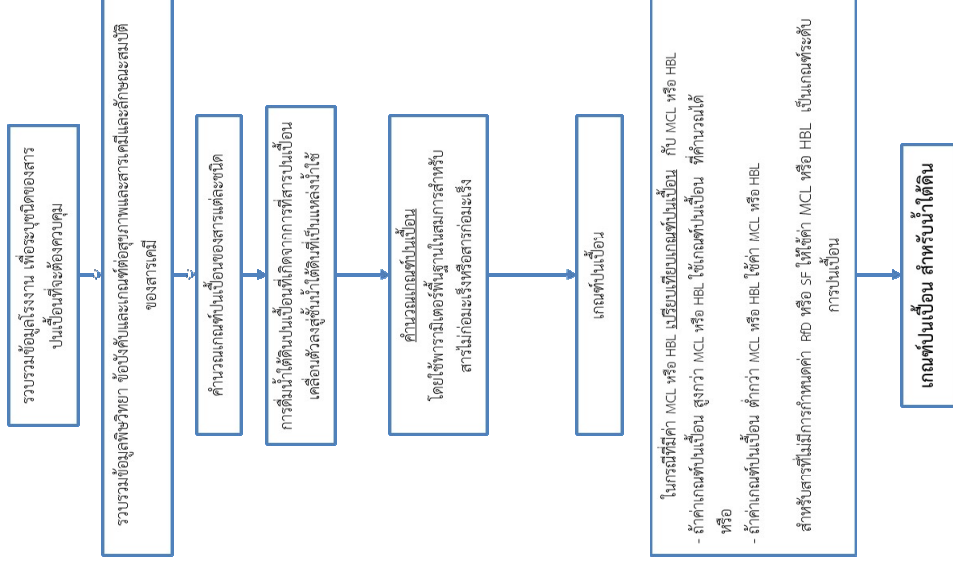 รวบรวมข้อมูลโรงงาน เพื่อระบุชนิดของสาร
ปนเปื้อนที่จะต้องควบคุม
รวบรวมข้อมูลพิษวิทยา ข้อบังคับและเกณฑ์ต่อสุขภาพและสารเคมีและลักษณะสมบัติ
ของสารเคมี
คำนวณเกณฑ์ปนเปื้อนของสารแต่ละชนิด
การดื่มน้ำใต้ดินปนเปื้อนที่เกิดจากการที่สารปนเปื้อน
เคลื่อนตัวลงสู่ชั้นน้ำใต้ดินที่เป็นแหล่งน้ำใช้
คำนวณเกณฑ์ปนเปื้อน
โดยใช้พารามิเตอร์พื้นฐานในสมการสำหรับ
สารไม่ก่อมะเร็งหรือสารก่อมะเร็ง
เกณฑ์ปนเปื้อน
ในกรณีที่มีค่า MCL หรือ HBL เปรียบเทียบเกณฑ์ปนเปื้อน กับ MCL หรือ HBL
- ถ้าค่าเกณฑ์ปนเปื้อน สูงกว่า MCL หรือ HBL ใช้เกณฑ์ปนเปื้อน ที่คำนวณได้
หรือ
- ถ้าค่าเกณฑ์ปนเปื้อน ต่ำกว่า MCL หรือ HBL ใช้ค่า MCL หรือ HBL
สำหรับสารที่ไม่มีการกำหนดค่า RfD หรือ SF ให้ใช้ค่า MCL หรือ HBL เป็นเกณฑ์ระดับ
การปนเปื้อน
เกณฑ์ปนเปื้อน สำหรับน้ำใต้ดิน